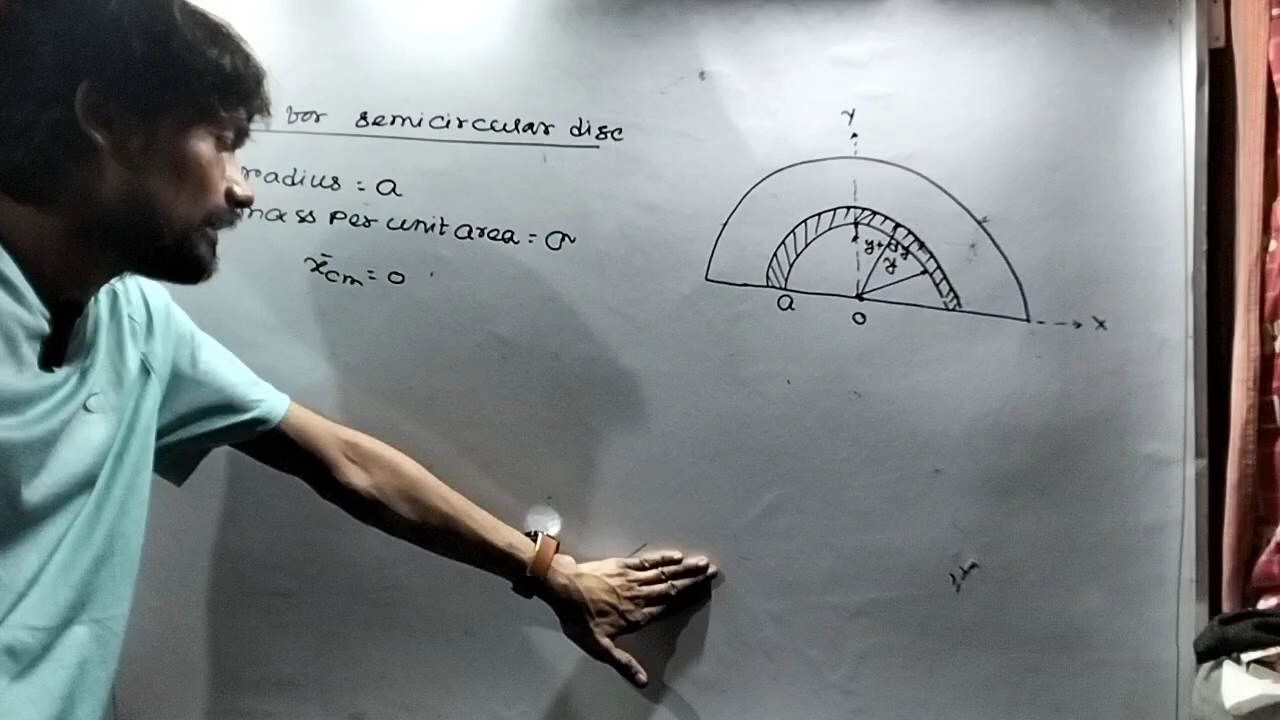 for semicircular disc
radius = a
mass per unit area = σ
x̄cm = 0
Y
y+dy
y
a
O
X